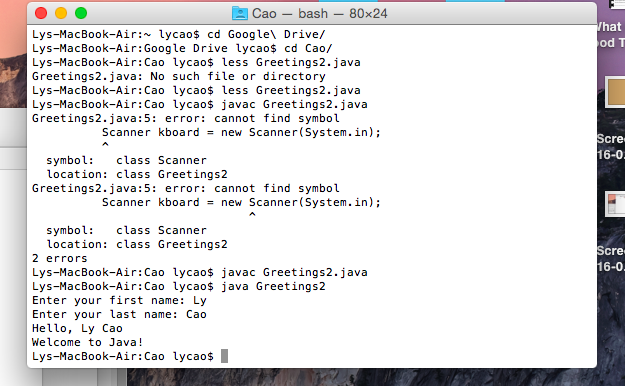 Cao — bash — 80×24
Lys-MacBook-Air:~ lycao$ cd Google\ Drive/
Lys-MacBook-Air:Google Drive lycao$ cd Cao/
Lys-MacBook-Air:Cao lycao$ less Greetings2.java
Greetings2.java: No such file or directory
Lys-MacBook-Air:Cao lycao$ less Greetings2.java
Lys-MacBook-Air:Cao lycao$ javac Greetings2.java
Greetings2.java:5: error: cannot find symbol
Scanner kboard = new Scanner(System.in);
^
symbol:   class Scanner
location: class Greetings2
Greetings2.java:5: error: cannot find symbol
Scanner kboard = new Scanner(System.in);
^
symbol:   class Scanner
location: class Greetings2
2 errors
Lys-MacBook-Air:Cao lycao$ javac Greetings2.java
Lys-MacBook-Air:Cao lycao$ java Greetings2
Enter your first name: Ly
Enter your last name: Cao
Hello, Ly Cao
Welcome to Java!
Lys-MacBook-Air:Cao lycao$
What
ood T
Scre
16-0
Scre
16-0